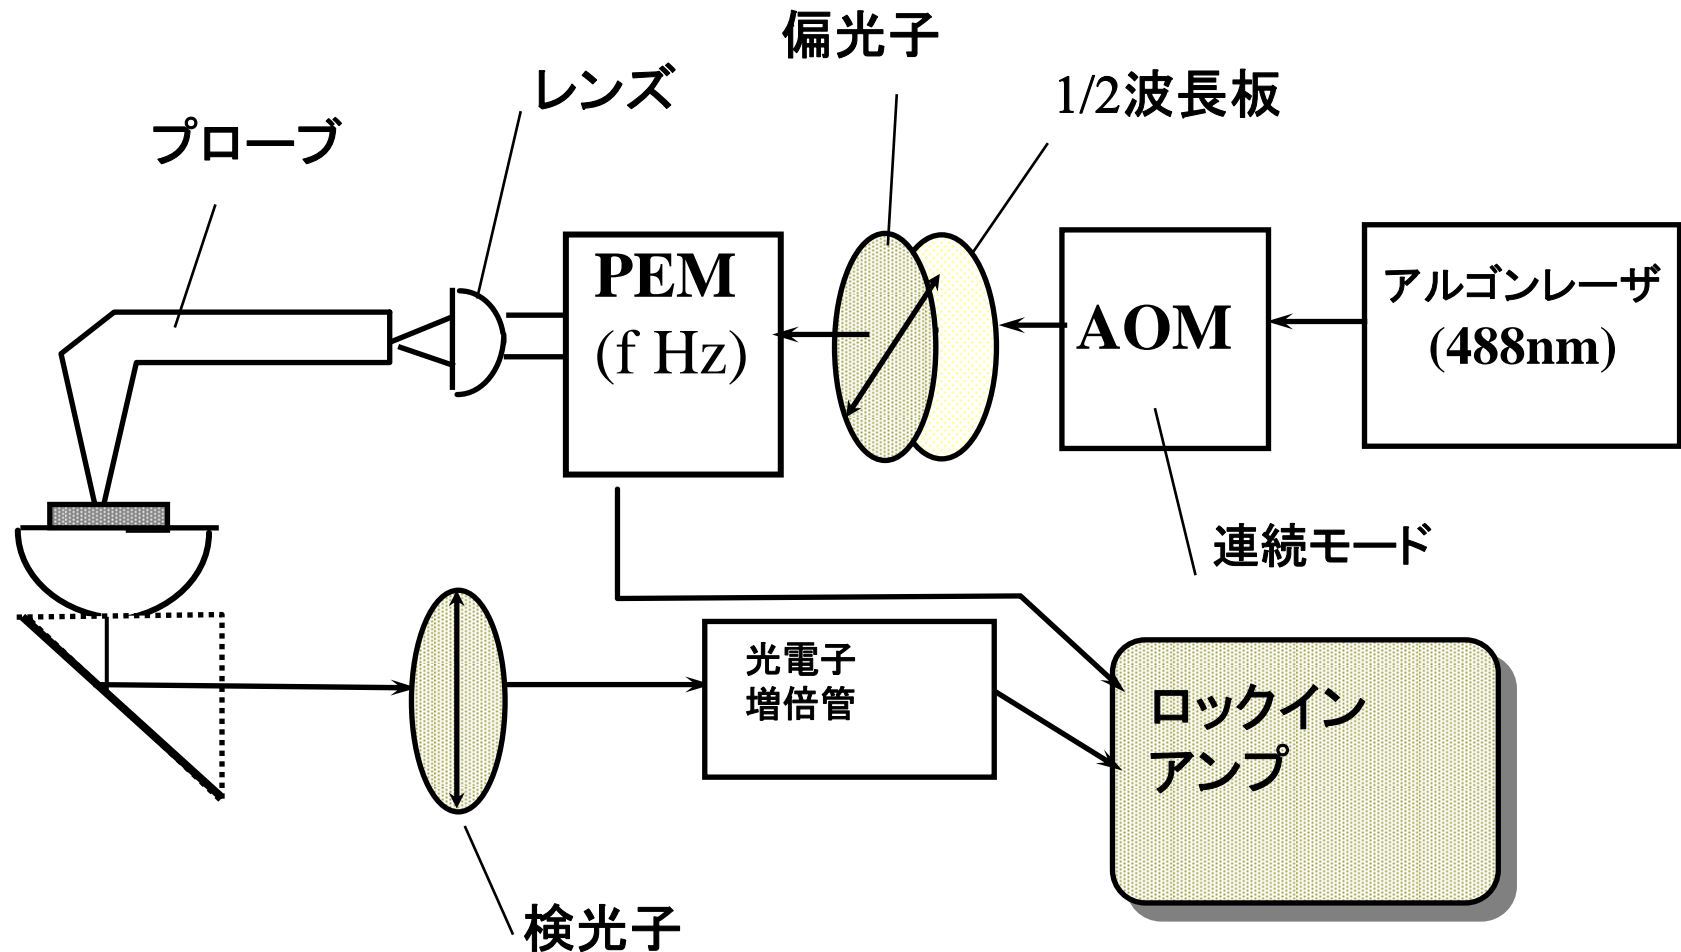 偏光子
レンズ
1/2波長板
プローブ
PEM
(f Hz)
AOM
アルゴンレーザ
(488nm)
連続モード
光電子
増倍管
ロックイン
アンプ
検光子